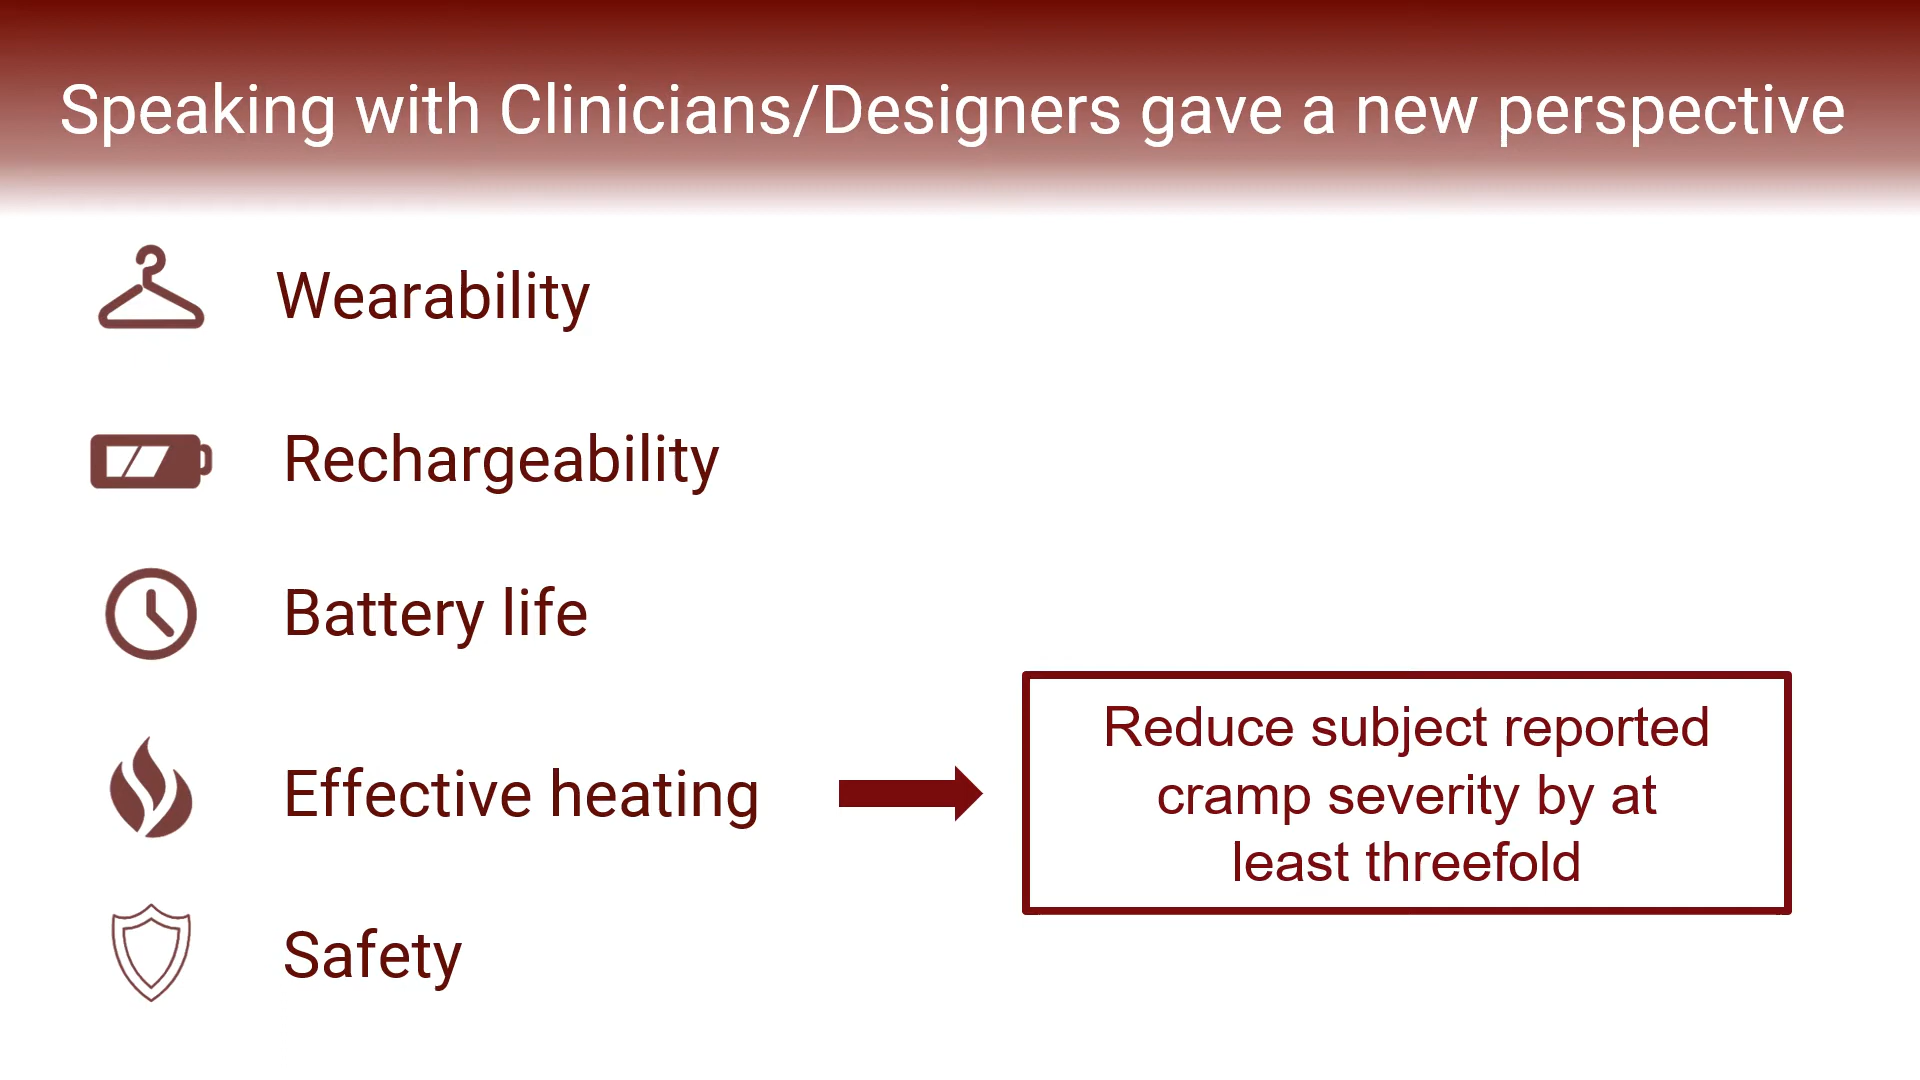 Speaking with Clinicians/Designers gave a new perspective
Wearability
Rechargeability
Battery life
Effective heating
Reduce subject reported
cramp severity by at
least threefold
Safety